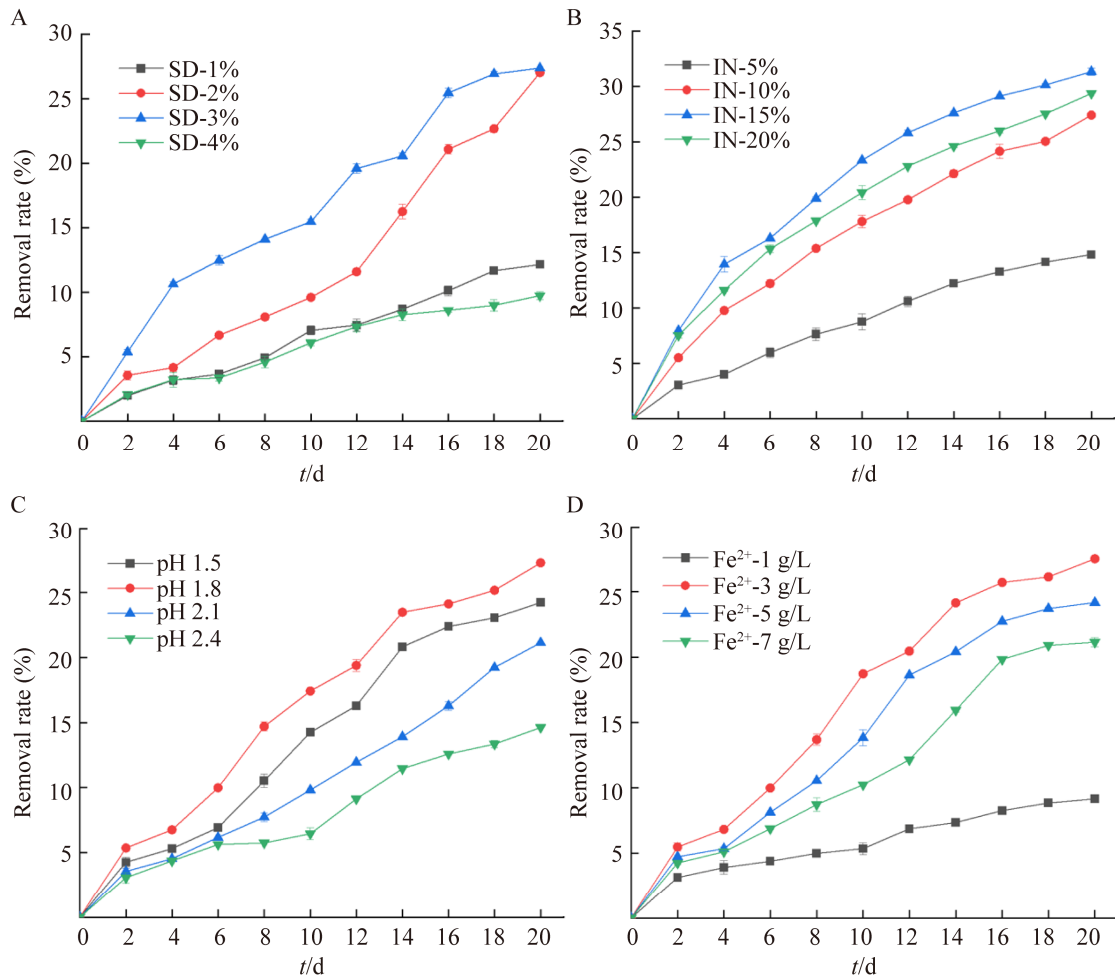 A
Removal rate (%)
30
25
20
15
10
5
SD-1%
SD-2%
SD-3%
SD-4%
0 2 4 6 8 10 12 14 16 18 20
t/d
B
Removal rate (%)
35
30
25
20
15
10
5
IN-5%
IN-10%
IN-15%
IN-20%
0 2 4 6 8 10 12 14 16 18 20
t/d
C
Removal rate (%)
30
25
20
15
10
5
pH 1.5
pH 1.8
pH 2.1
pH 2.4
0 2 4 6 8 10 12 14 16 18 20
t/d
D
Removal rate (%)
30
25
20
15
10
5
Fe²⁺-1 g/L
Fe²⁺-3 g/L
Fe²⁺-5 g/L
Fe²⁺-7 g/L
0 2 4 6 8 10 12 14 16 18 20
t/d